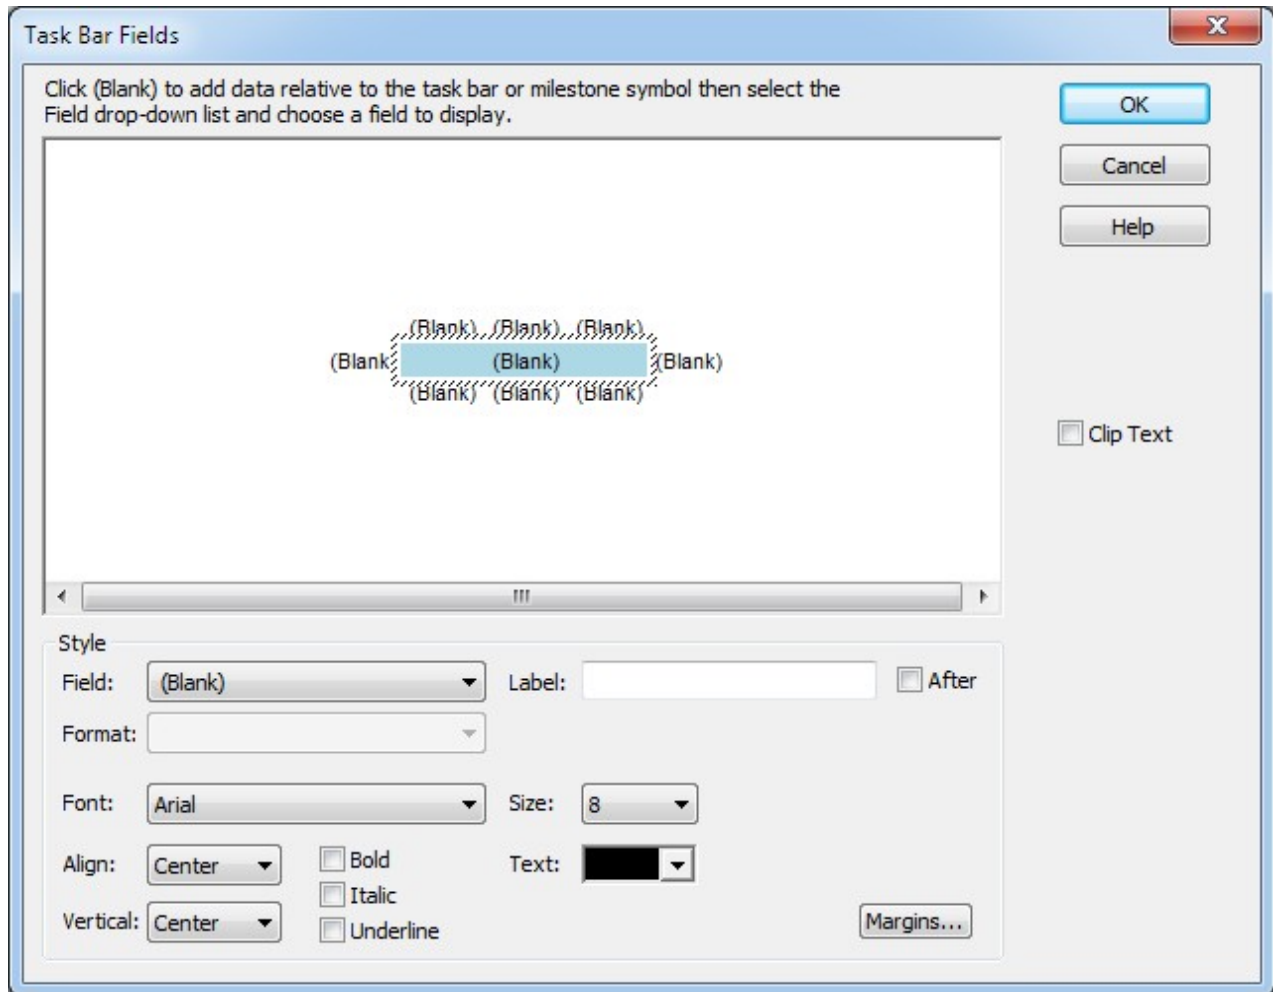 Task Bar Fields
Click (Blank) to add data relative to the task bar or milestone symbol then select the
Field drop-down list and choose a field to display.
OK
Cancel
Help
(Blank) (Blank) (Blank)
(Blank (Blank) (Blank)
(Blank) (Blank) (Blank)
Clip Text
Style
Field: (Blank) Label: After
Format:
Font: Arial Size: 8
Align: Center Bold Text:
Italic
Vertical: Center Underline
Margins...